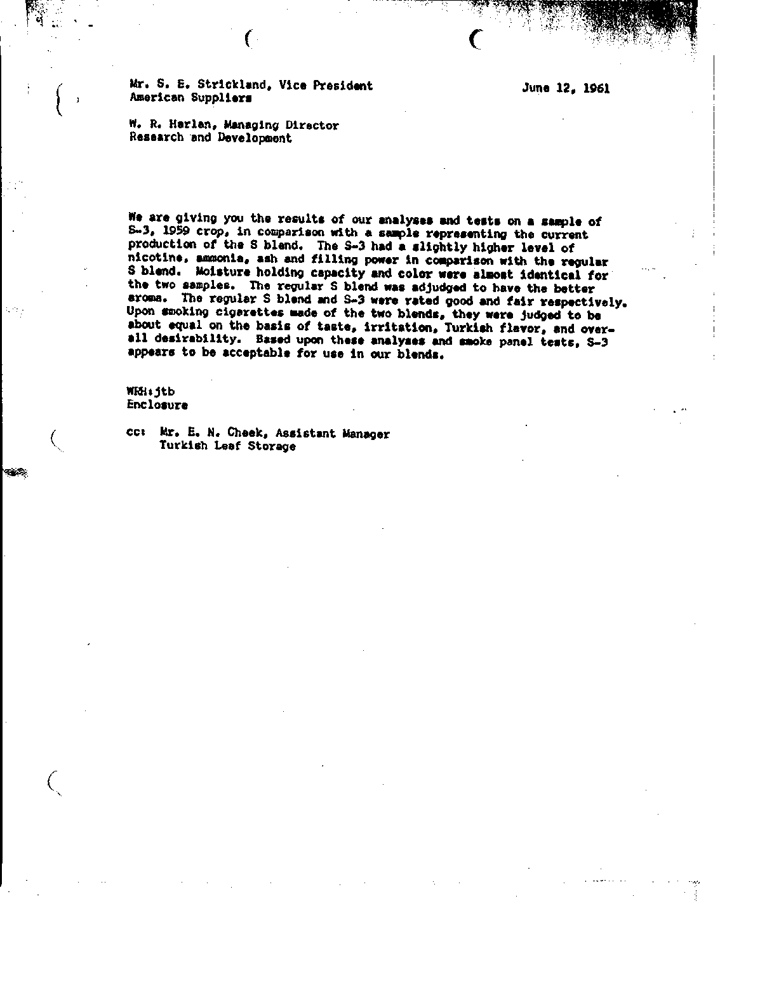 Mr. S. E. Strickland, Vice President
June 12, 1961
American Suppliers
W. R. Harlan, Managing Director
Research and Development
We are giving you the results of our analyses and tests on a sample of
S-3, 1959 crop, in comparison with a sample representing the current
production of the S blend. The S-3 had a slightly higher level of
nicotine, ammonia, ash and filling power in comparison with the regular
S blend. Moisture holding capacity and color were almost identical for
the two samples. The regular S blend was adjudged to have the better
aroma. The regular S blend and S-3 were rated good and fair respectively.
Upon smoking cigarettes made of the two blends, they were judged to be
about equal on the basis of taste, irritation, Turkish flavor, and over-
all desirability. Based upon these analyses and smoke panel tests, S-3
appears to be acceptable for use in our blends.
WRH:jtb
Enclosure
cc: Mr. E. N. Cheek, Assistant Manager
Turkish Leaf Storage